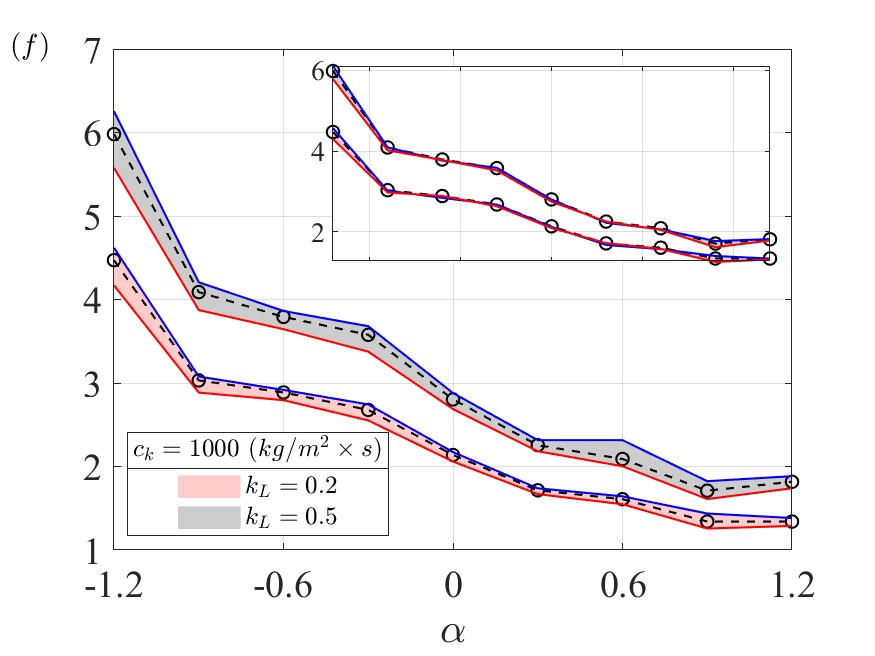 (f)
7
6
5
4
3
2
1
6
4
2
c_k = 1000 (kg/m² × s)
k_L = 0.2
k_L = 0.5
-1.2 -0.6 0 0.6 1.2
α